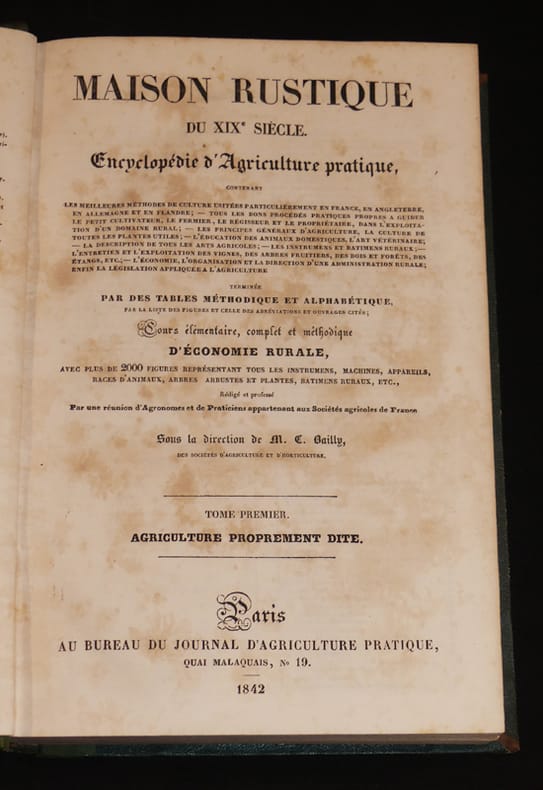 MAISON RUSTIQUE
DU XIXe SIÈCLE.
Encyclopédie d'Agriculture pratique,
CONTENANT
LES MEILLEURES MÉTHODES DE CULTURE USITÉES PARTICULIÈREMENT EN FRANCE, EN ANGLETERRE,
EN ALLEMAGNE ET EN FLANDRE; — TOUS LES BONS PROCÉDÉS PRATIQUES PROPRES A GUIDER
LE PETIT CULTIVATEUR, LE FERMIER, LE RÉGISSEUR ET LE PROPRIÉTAIRE, DANS L'EXPLOITA-
TION D'UN DOMAINE RURAL; — LES PRINCIPES GÉNÉRAUX D'AGRICULTURE, LA CULTURE DE
TOUTES LES PLANTES UTILES; — L'ÉDUCATION DES ANIMAUX DOMESTIQUES, L'ART VÉTÉRINAIRE;
— LA DESCRIPTION DE TOUS LES ARTS AGRICOLES; — LES INSTRUMENS ET BATIMENS RURAUX; —
L'ENTRETIEN ET L'EXPLOITATION DES VIGNES, DES ARBRES FRUITIERS, DES BOIS ET FORÊTS, DES
ÉTANGS, ETC.; — L'ÉCONOMIE, L'ORGANISATION ET LA DIRECTION D'UNE ADMINISTRATION RURALE;
ENFIN LA LÉGISLATION APPLIQUÉE A L'AGRICULTURE
TERMINÉE
PAR DES TABLES MÉTHODIQUE ET ALPHABÉTIQUE,
PAR LA LISTE DES FIGURES ET CELLE DES ABRÉVIATIONS ET OUVRAGES CITÉS;
Cours élémentaire, complet et méthodique
D'ÉCONOMIE RURALE,
AVEC PLUS DE 2000 FIGURES REPRÉSENTANT TOUS LES INSTRUMENS, MACHINES, APPAREILS,
RACES D'ANIMAUX, ARBRES ARBUSTES ET PLANTES, BATIMENS RURAUX, ETC.,
Rédigé et professé
Par une réunion d'Agronomes et de Praticiens appartenant aux Sociétés agricoles de France
Sous la direction de M. C. Bailly,
DES SOCIÉTÉS D'AGRICULTURE ET D'HORTICULTURE.
TOME PREMIER.
AGRICULTURE PROPREMENT DITE.
Paris
AU BUREAU DU JOURNAL D'AGRICULTURE PRATIQUE,
QUAI MALAQUAIS, No 19.
1842